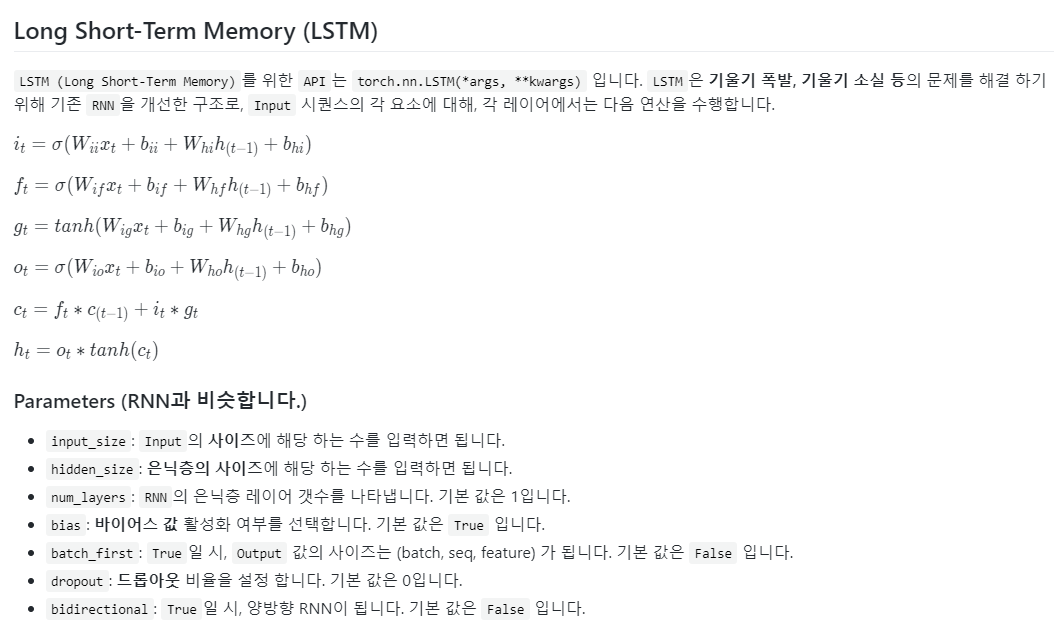 Long Short-Term Memory (LSTM)
LSTM (Long Short-Term Memory) 를 위한 API 는 torch.nn.LSTM(*args, **kwargs) 입니다. LSTM 은 기울기 폭발, 기울기 소실 등의 문제를 해결 하기
위해 기존 RNN 을 개선한 구조로, Input 시퀀스의 각 요소에 대해, 각 레이어에서는 다음 연산을 수행합니다.
i_t = σ(W_{ii}x_t + b_{ii} + W_{hi}h_{(t−1)} + b_{hi})
f_t = σ(W_{if}x_t + b_{if} + W_{hf}h_{(t−1)} + b_{hf})
g_t = tanh(W_{ig}x_t + b_{ig} + W_{hg}h_{(t−1)} + b_{hg})
o_t = σ(W_{io}x_t + b_{io} + W_{ho}h_{(t−1)} + b_{ho})
c_t = f_t ∗ c_{(t−1)} + i_t ∗ g_t
h_t = o_t ∗ tanh(c_t)
Parameters (RNN과 비슷합니다.)
• input_size : Input 의 사이즈에 해당 하는 수를 입력하면 됩니다.
• hidden_size : 은닉층의 사이즈에 해당 하는 수를 입력하면 됩니다.
• num_layers : RNN 의 은닉층 레이어 갯수를 나타냅니다. 기본 값은 1입니다.
• bias : 바이어스 값 활성화 여부를 선택합니다. 기본 값은 True 입니다.
• batch_first : True 일 시, Output 값의 사이즈는 (batch, seq, feature) 가 됩니다. 기본 값은 False 입니다.
• dropout : 드롭아웃 비율을 설정 합니다. 기본 값은 0입니다.
• bidirectional : True 일 시, 양방향 RNN이 됩니다. 기본 값은 False 입니다.